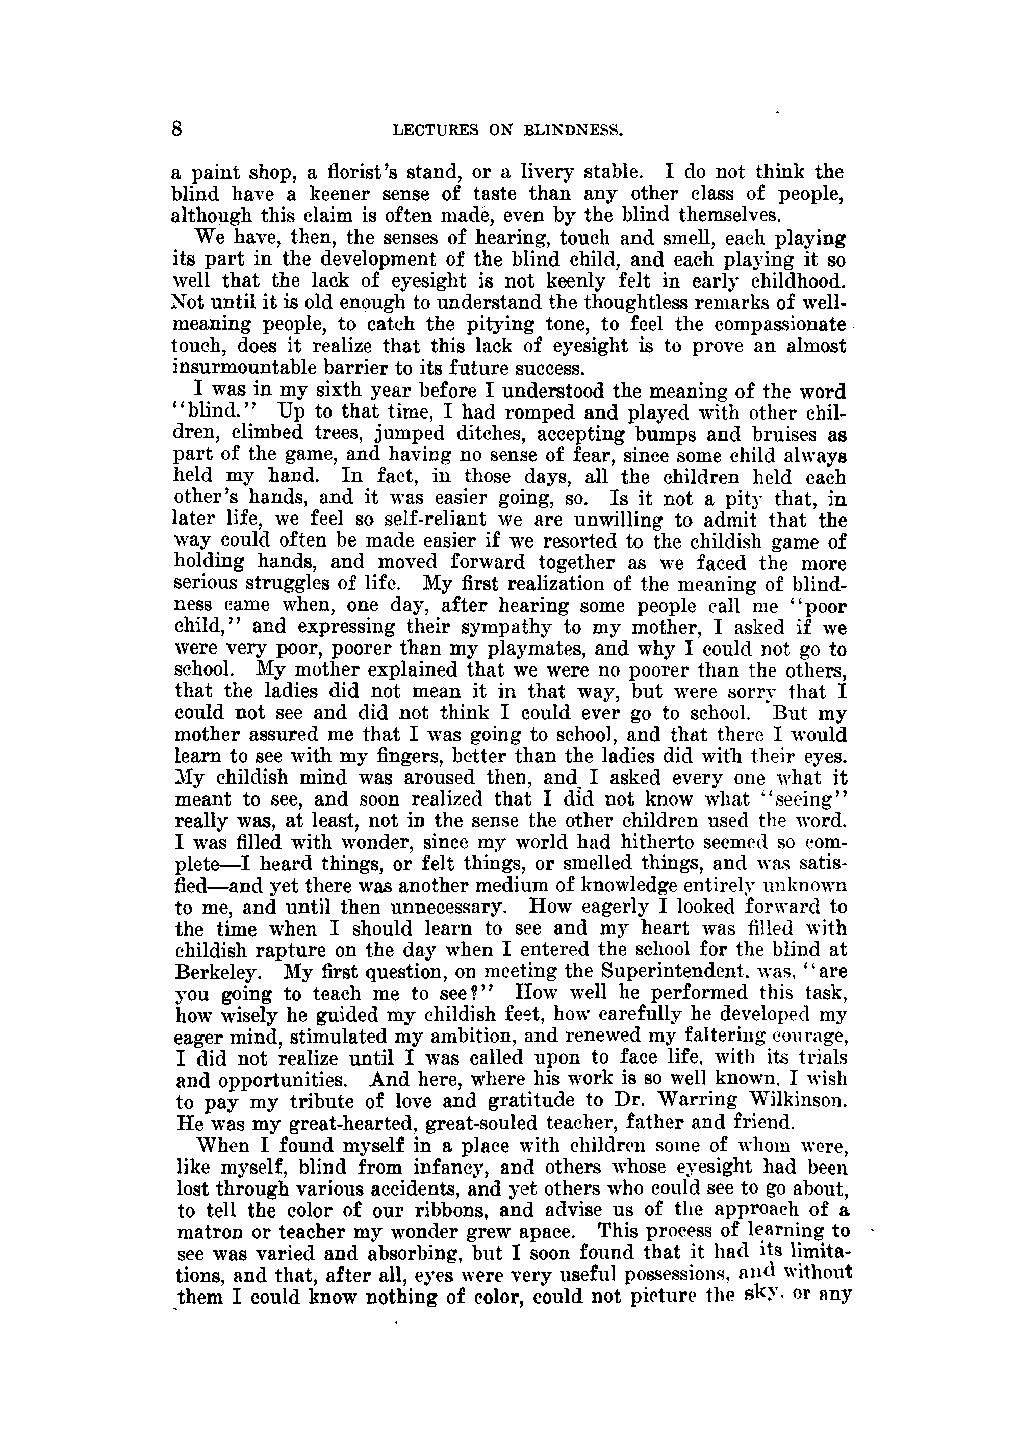 8 LECTURES ON BLINDNESS.
a paint shop, a florist's stand, or a livery stable. I do not think the
blind have a keener sense of taste than any other class of people,
although this claim is often made, even by the blind themselves.
We have, then, the senses of hearing, touch and smell, each playing
its part in the development of the blind child, and each playing it so
well that the lack of eyesight is not keenly felt in early childhood.
Not until it is old enough to understand the thoughtless remarks of well-
meaning people, to catch the pitying tone, to feel the compassionate
touch, does it realize that this lack of eyesight is to prove an almost
insurmountable barrier to its future success.
I was in my sixth year before I understood the meaning of the word
"blind." Up to that time, I had romped and played with other chil-
dren, climbed trees, jumped ditches, accepting bumps and bruises as
part of the game, and having no sense of fear, since some child always
held my hand. In fact, in those days, all the children held each
other's hands, and it was easier going, so. Is it not a pity that, in
later life, we feel so self-reliant we are unwilling to admit that the
way could often be made easier if we resorted to the childish game of
holding hands, and moved forward together as we faced the more
serious struggles of life. My first realization of the meaning of blind-
ness came when, one day, after hearing some people call me "poor
child," and expressing their sympathy to my mother, I asked if we
were very poor, poorer than my playmates, and why I could not go to
school. My mother explained that we were no poorer than the others,
that the ladies did not mean it in that way, but were sorry that I
could not see and did not think I could ever go to school. But my
mother assured me that I was going to school, and that there I would
learn to see with my fingers, better than the ladies did with their eyes.
My childish mind was aroused then, and I asked every one what it
meant to see, and soon realized that I did not know what "seeing"
really was, at least, not in the sense the other children used the word.
I was filled with wonder, since my world had hitherto seemed so com-
plete—I heard things, or felt things, or smelled things, and was satis-
fied—and yet there was another medium of knowledge entirely unknown
to me, and until then unnecessary. How eagerly I looked forward to
the time when I should learn to see and my heart was filled with
childish rapture on the day when I entered the school for the blind at
Berkeley. My first question, on meeting the Superintendent, was, "are
you going to teach me to see?" How well he performed this task,
how wisely he guided my childish feet, how carefully he developed my
eager mind, stimulated my ambition, and renewed my faltering courage,
I did not realize until I was called upon to face life, with its trials
and opportunities. And here, where his work is so well known, I wish
to pay my tribute of love and gratitude to Dr. Warring Wilkinson.
He was my great-hearted, great-souled teacher, father and friend.
When I found myself in a place with children some of whom were,
like myself, blind from infancy, and others whose eyesight had been
lost through various accidents, and yet others who could see to go about,
to tell the color of our ribbons, and advise us of the approach of a
matron or teacher my wonder grew apace. This process of learning to
see was varied and absorbing, but I soon found that it had its limita-
tions, and that, after all, eyes were very useful possessions, and without
them I could know nothing of color, could not picture the sky, or any